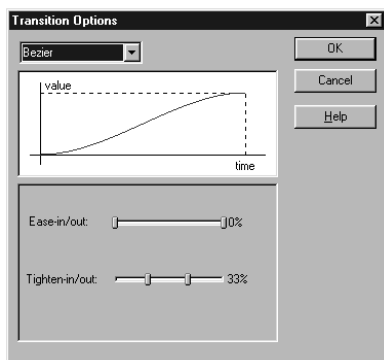 Transition Options
Bezier
OK
Cancel
Help
value
time
Ease-in/out: 0%
Tighten-in/out: 33%